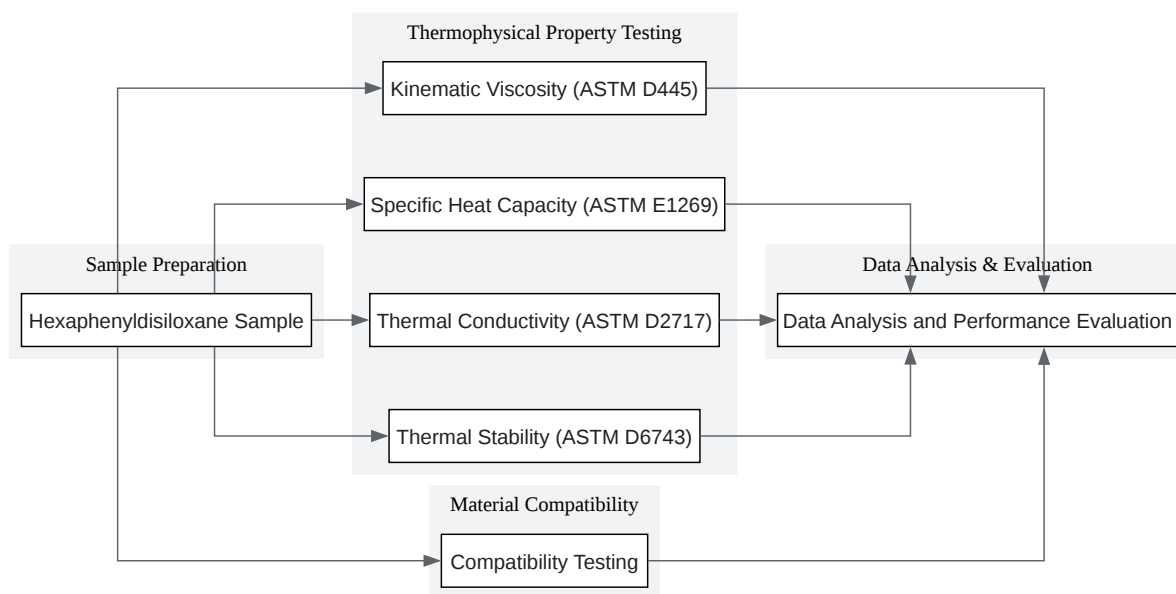 Thermophysical Property Testing
Kinematic Viscosity (ASTM D445)
Specific Heat Capacity (ASTM E1269)
Sample Preparation
Hexaphenyldisiloxane Sample
Thermal Conductivity (ASTM D2717)
Data Analysis & Evaluation
Data Analysis and Performance Evaluation
Thermal Stability (ASTM D6743)
Material Compatibility
Compatibility Testing